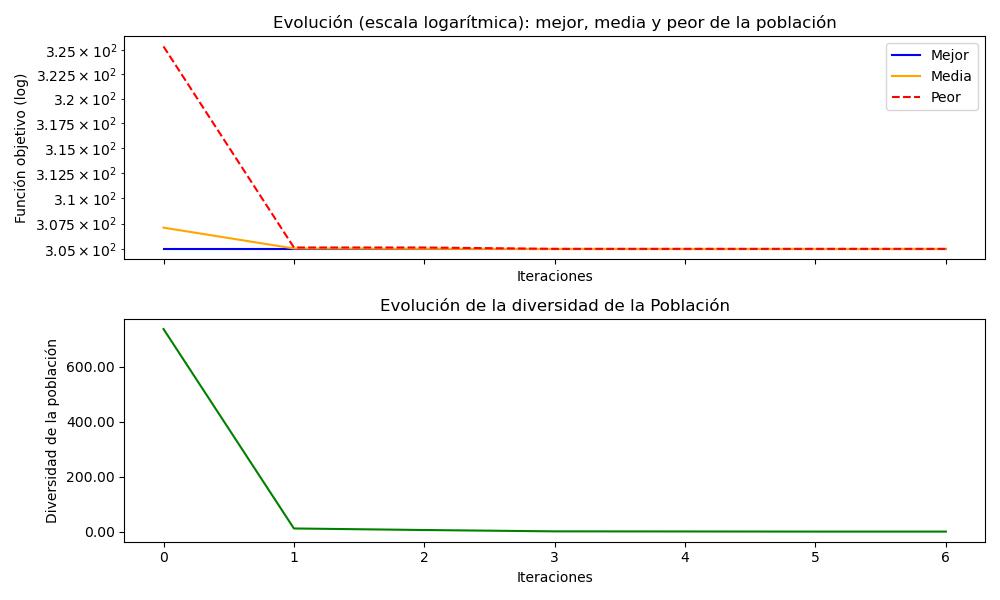 Evolución (escala logarítmica): mejor, media y peor de la población
Función objetivo (log)
3.25 × 10²
3.225 × 10²
3.2 × 10²
3.175 × 10²
3.15 × 10²
3.125 × 10²
3.1 × 10²
3.075 × 10²
3.05 × 10²
Mejor
Media
Peor
Iteraciones
Evolución de la diversidad de la Población
Diversidad de la población
600.00
400.00
200.00
0.00
0 1 2 3 4 5 6
Iteraciones